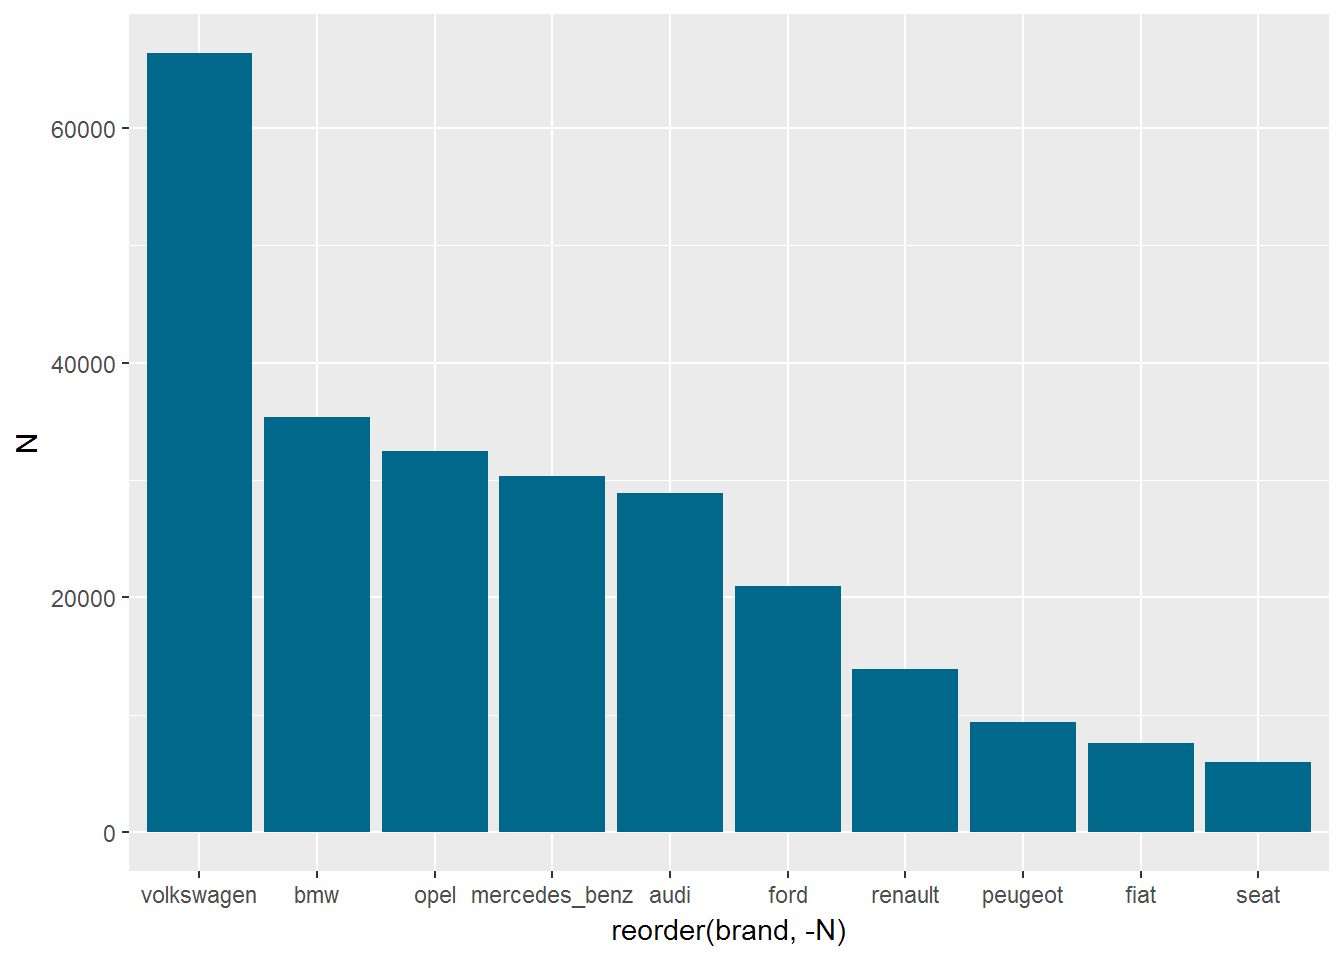 60000
40000
20000
0
N
volkswagen bmw opel mercedes_benz audi ford renault peugeot fiat seat
reorder(brand, -N)